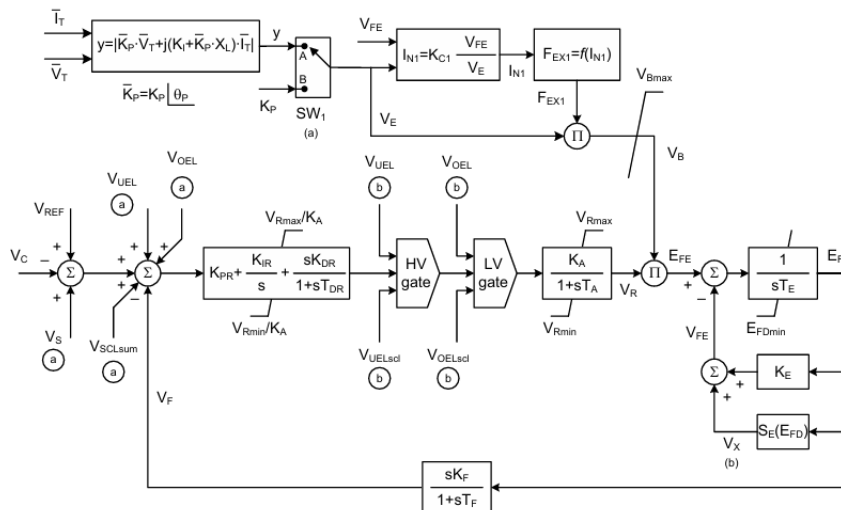 I̅T
V̅T
y=|K̅P·V̅T+j(KI+K̅P·XL)·I̅T|
K̅P=KP∠θP
y
A
B
KP
SW1
(a)
VFE
IN1=KC1 VFE/VE
IN1
FEX1=f(IN1)
FEX1
VE
Π
VBmax
VB
VC
VREF
VS
a
Σ
VUEL
a
VOEL
a
VSCLsum
a
Σ
VF
VRmax/KA
KPR+ KIR/s + sKDR/1+sTDR
VRmin/KA
VUEL
b
HV
gate
VUELscl
b
VOEL
b
LV
gate
VOELscl
b
VRmax
KA/1+sTA
VRmin
VR
Π
EFE
Σ
VFE
1/sTE
EFDmin
Σ
KE
SE(EFD)
VX
(b)
sKF/1+sTF